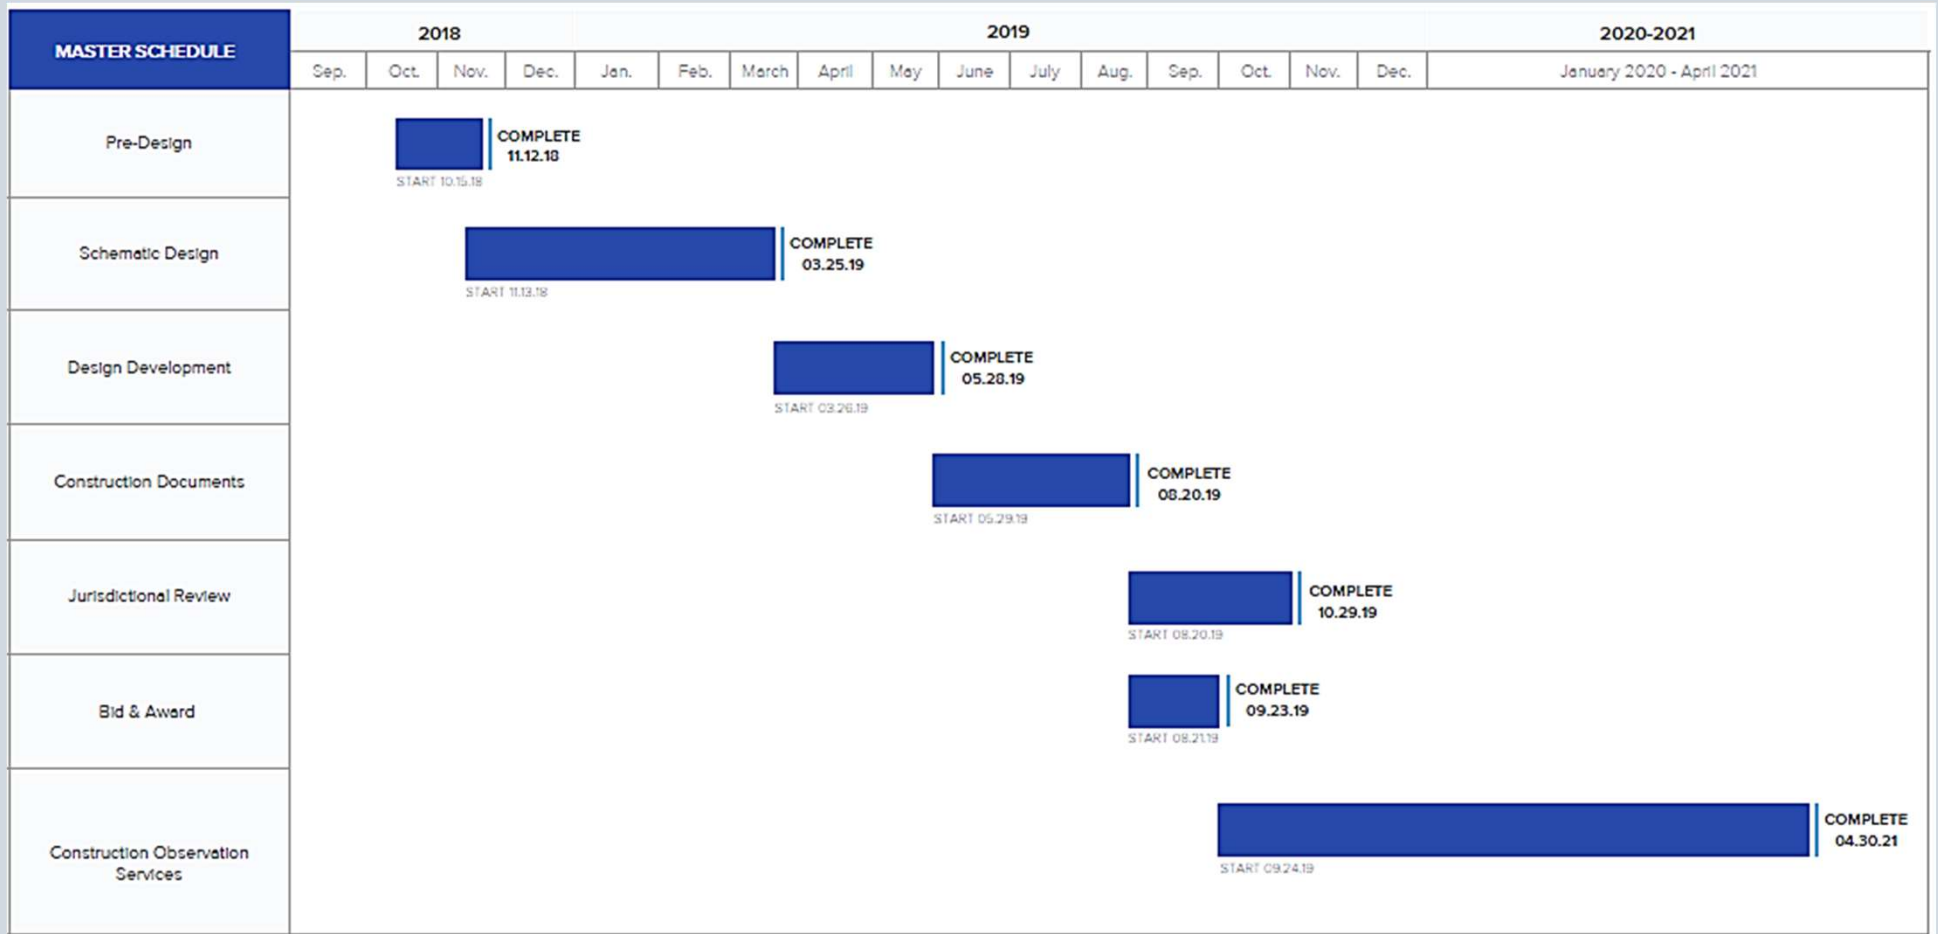 MASTER SCHEDULE
2018
2019
2020-2021
Sep.
Oct.
Nov.
Dec.
Jan.
Feb.
March
April
May
June
July
Aug.
Sep.
Oct.
Nov.
Dec.
January 2020 - April 2021
Pre-Design
COMPLETE
11.12.18
START 10.15.18
Schematic Design
COMPLETE
03.25.19
START 11.13.18
Design Development
COMPLETE
05.28.19
START 03.26.19
Construction Documents
COMPLETE
08.20.19
START 05.29.19
Jurisdictional Review
COMPLETE
10.29.19
START 08.20.19
Bid & Award
COMPLETE
09.23.19
START 08.21.19
Construction Observation
Services
COMPLETE
04.30.21
START 09.24.19